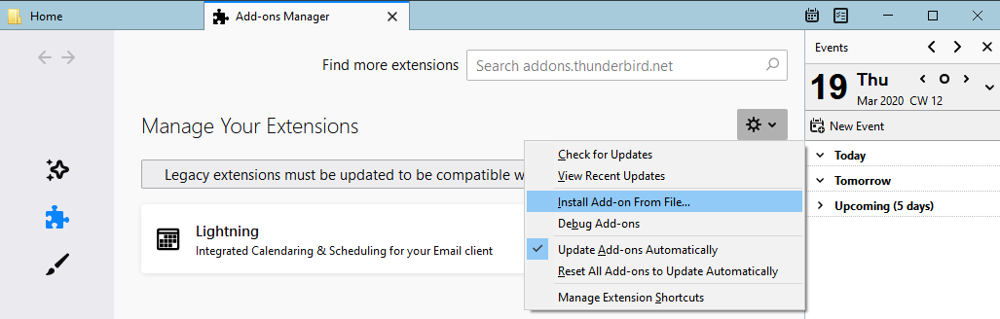 Home
Add-ons Manager
Find more extensions
Search addons.thunderbird.net
Manage Your Extensions
Legacy extensions must be updated to be compatible w
Lightning
Integrated Calendaring & Scheduling for your Email client
Check for Updates
View Recent Updates
Install Add-on From File...
Debug Add-ons
Update Add-ons Automatically
Reset All Add-ons to Update Automatically
Manage Extension Shortcuts
Events
19 Thu
Mar 2020 CW 12
New Event
Today
Tomorrow
Upcoming (5 days)